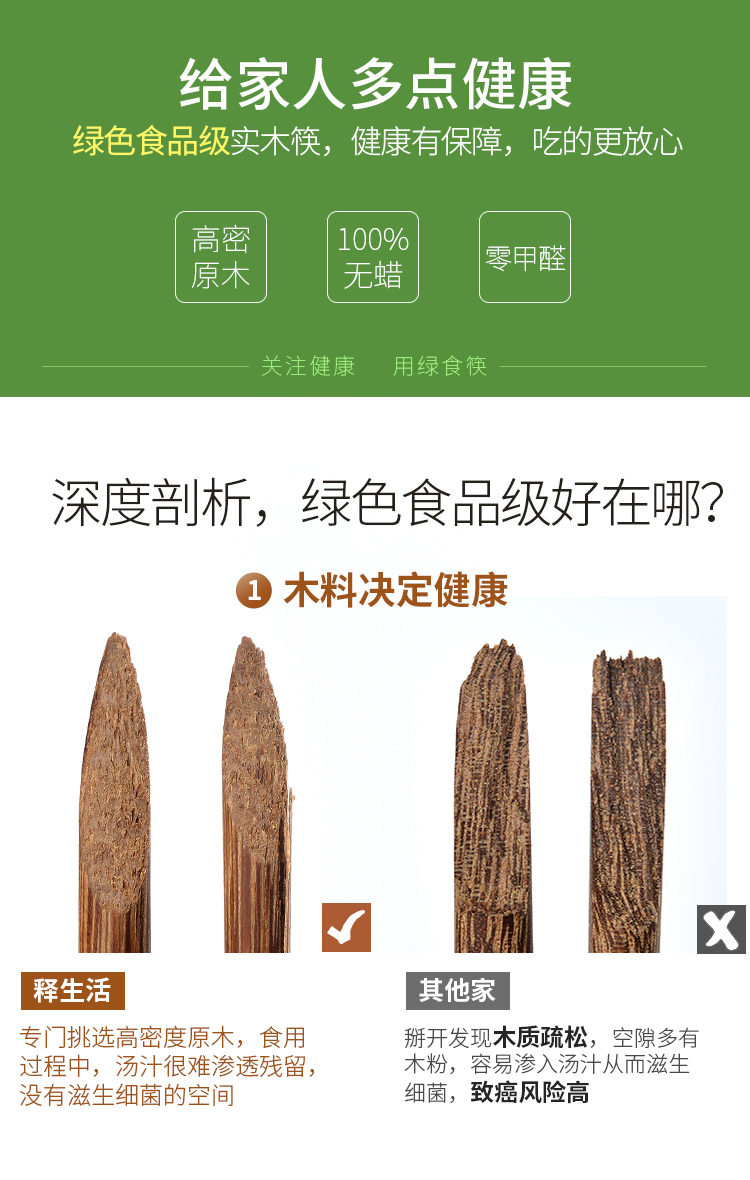 给家人多点健康
绿色食品级实木筷，健康有保障，吃的更放心
高密
原木
100%
无蜡
零甲醛
关注健康 用绿食筷
深度剖析，绿色食品级好在哪？
1 木料决定健康
释生活
专门挑选高密度原木，食用
过程中，汤汁很难渗透残留，
没有滋生细菌的空间
其他家
掰开发现木质疏松，空隙多有
木粉，容易渗入汤汁从而滋生
细菌，致癌风险高